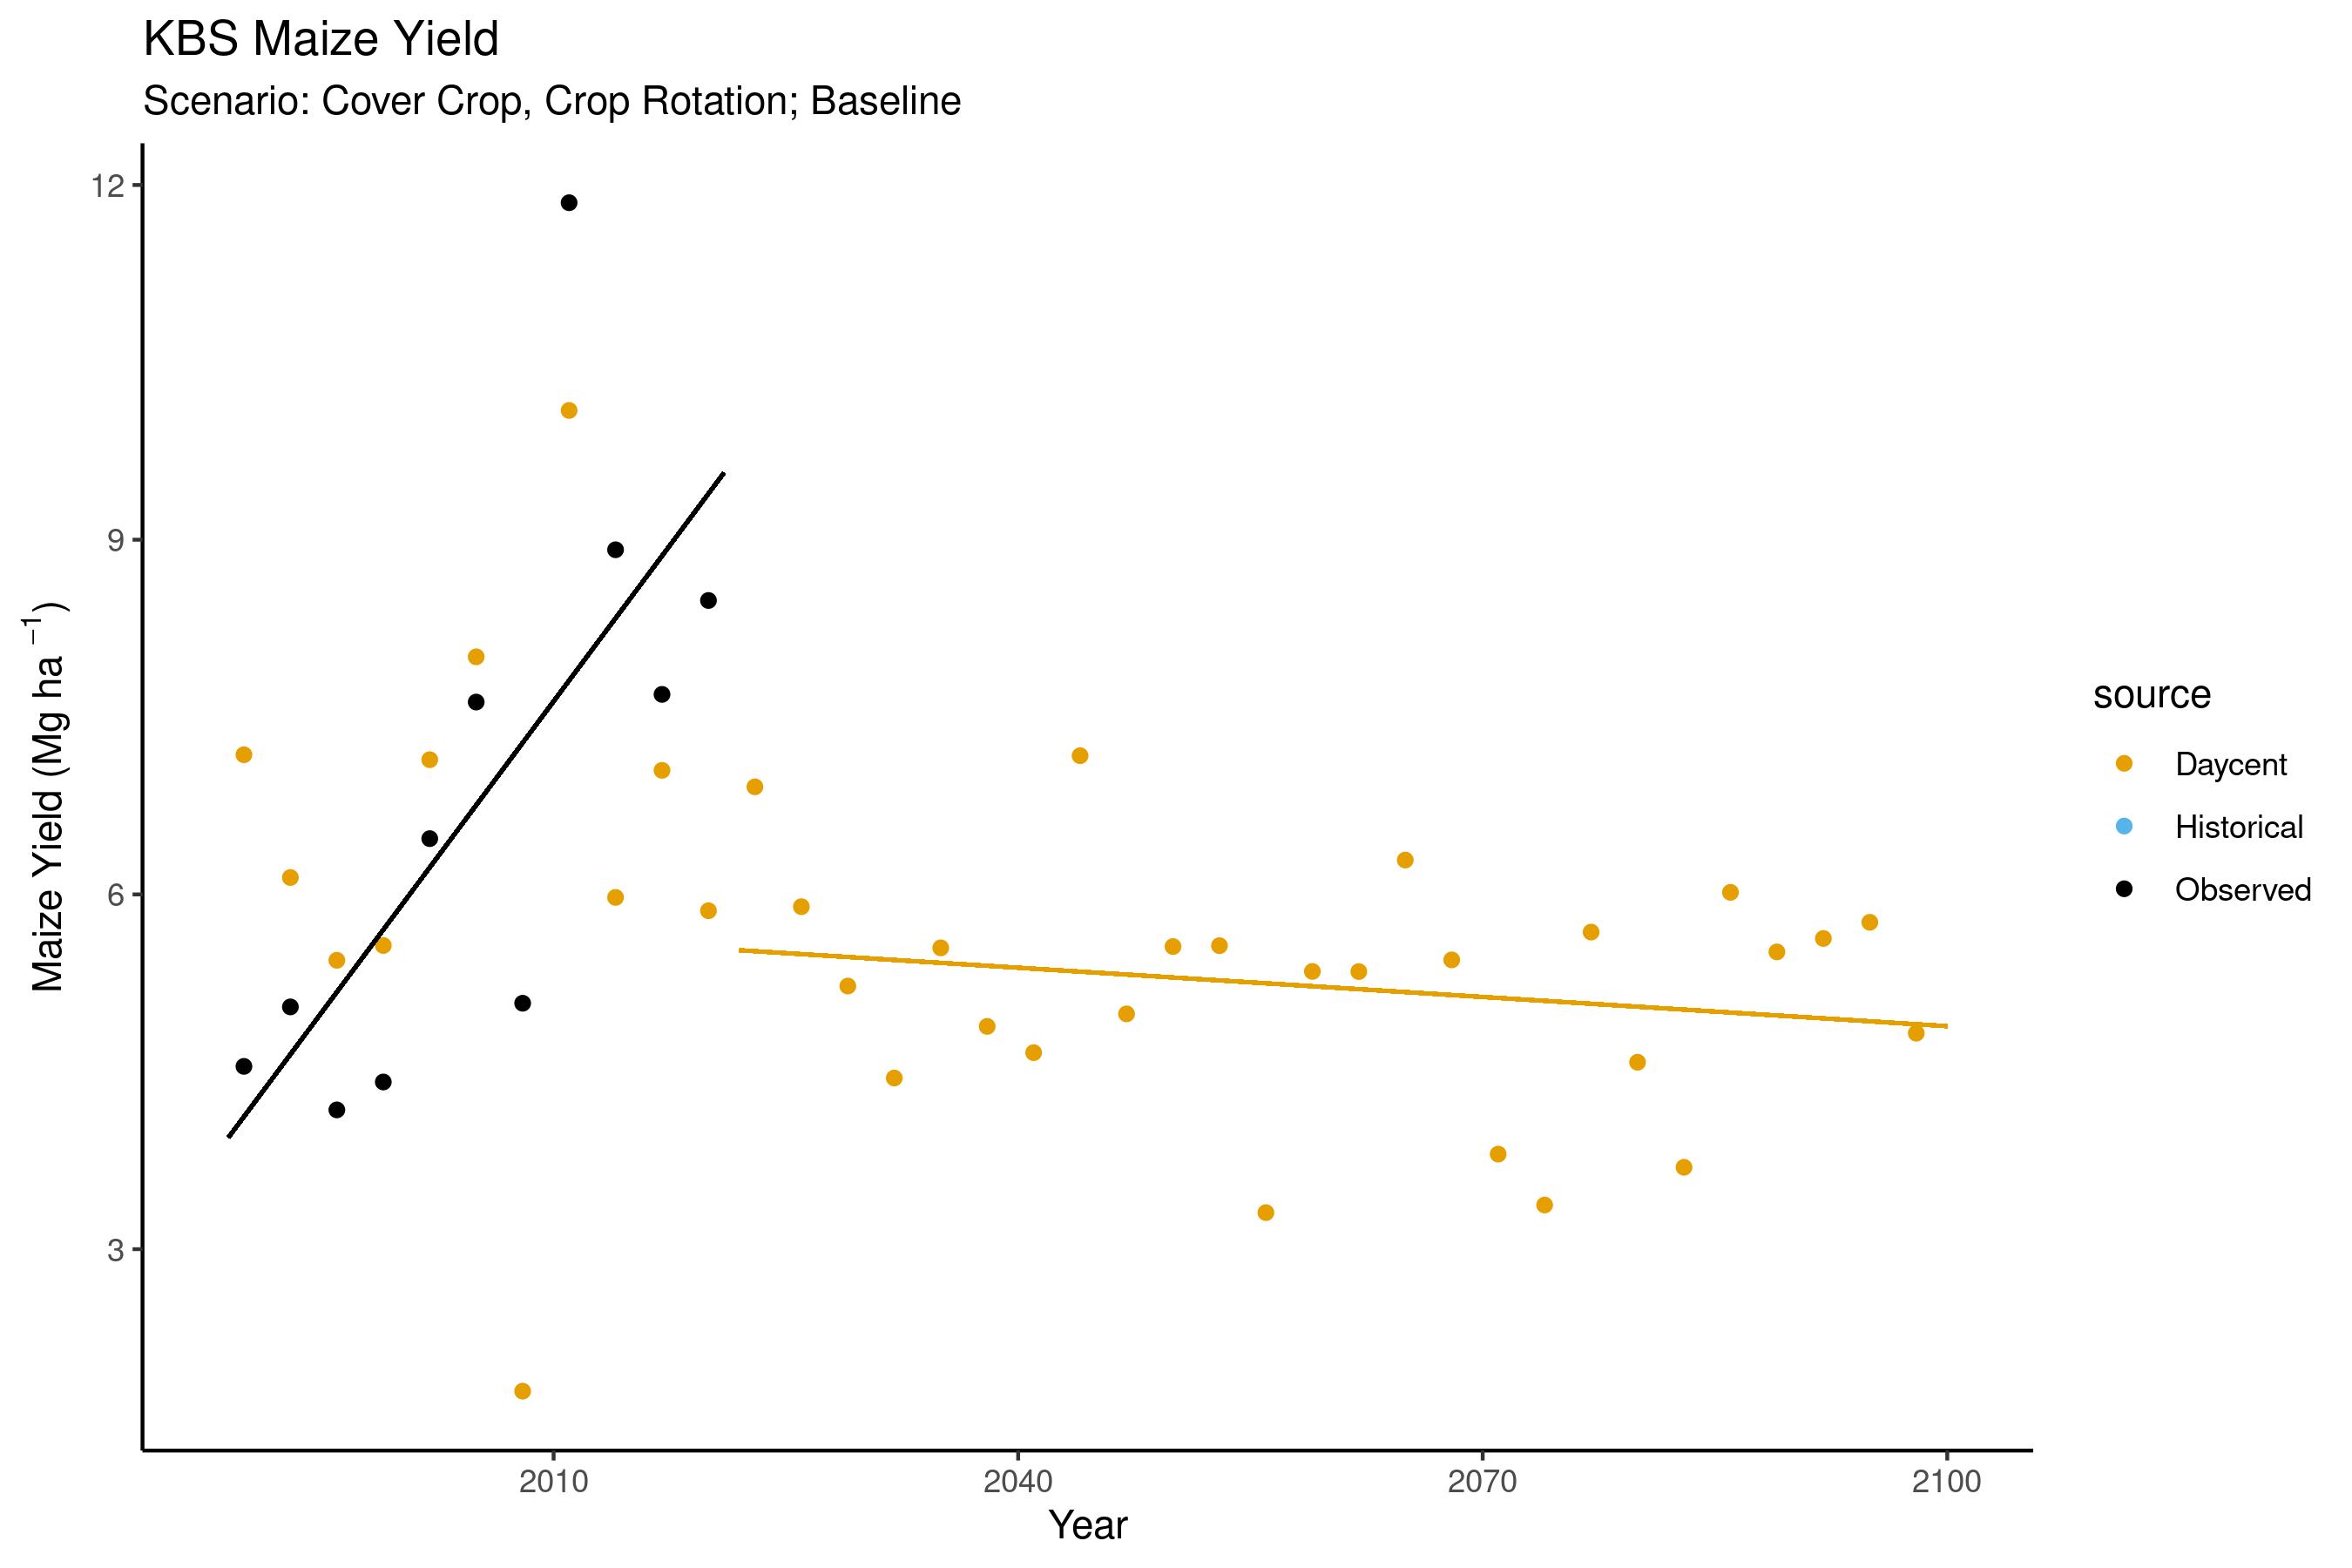 KBS Maize Yield
Scenario: Cover Crop, Crop Rotation; Baseline
12
9
6
3
Maize Yield (Mg ha −1)
2010 2040 2070 2100
Year
source
Daycent
Historical
Observed